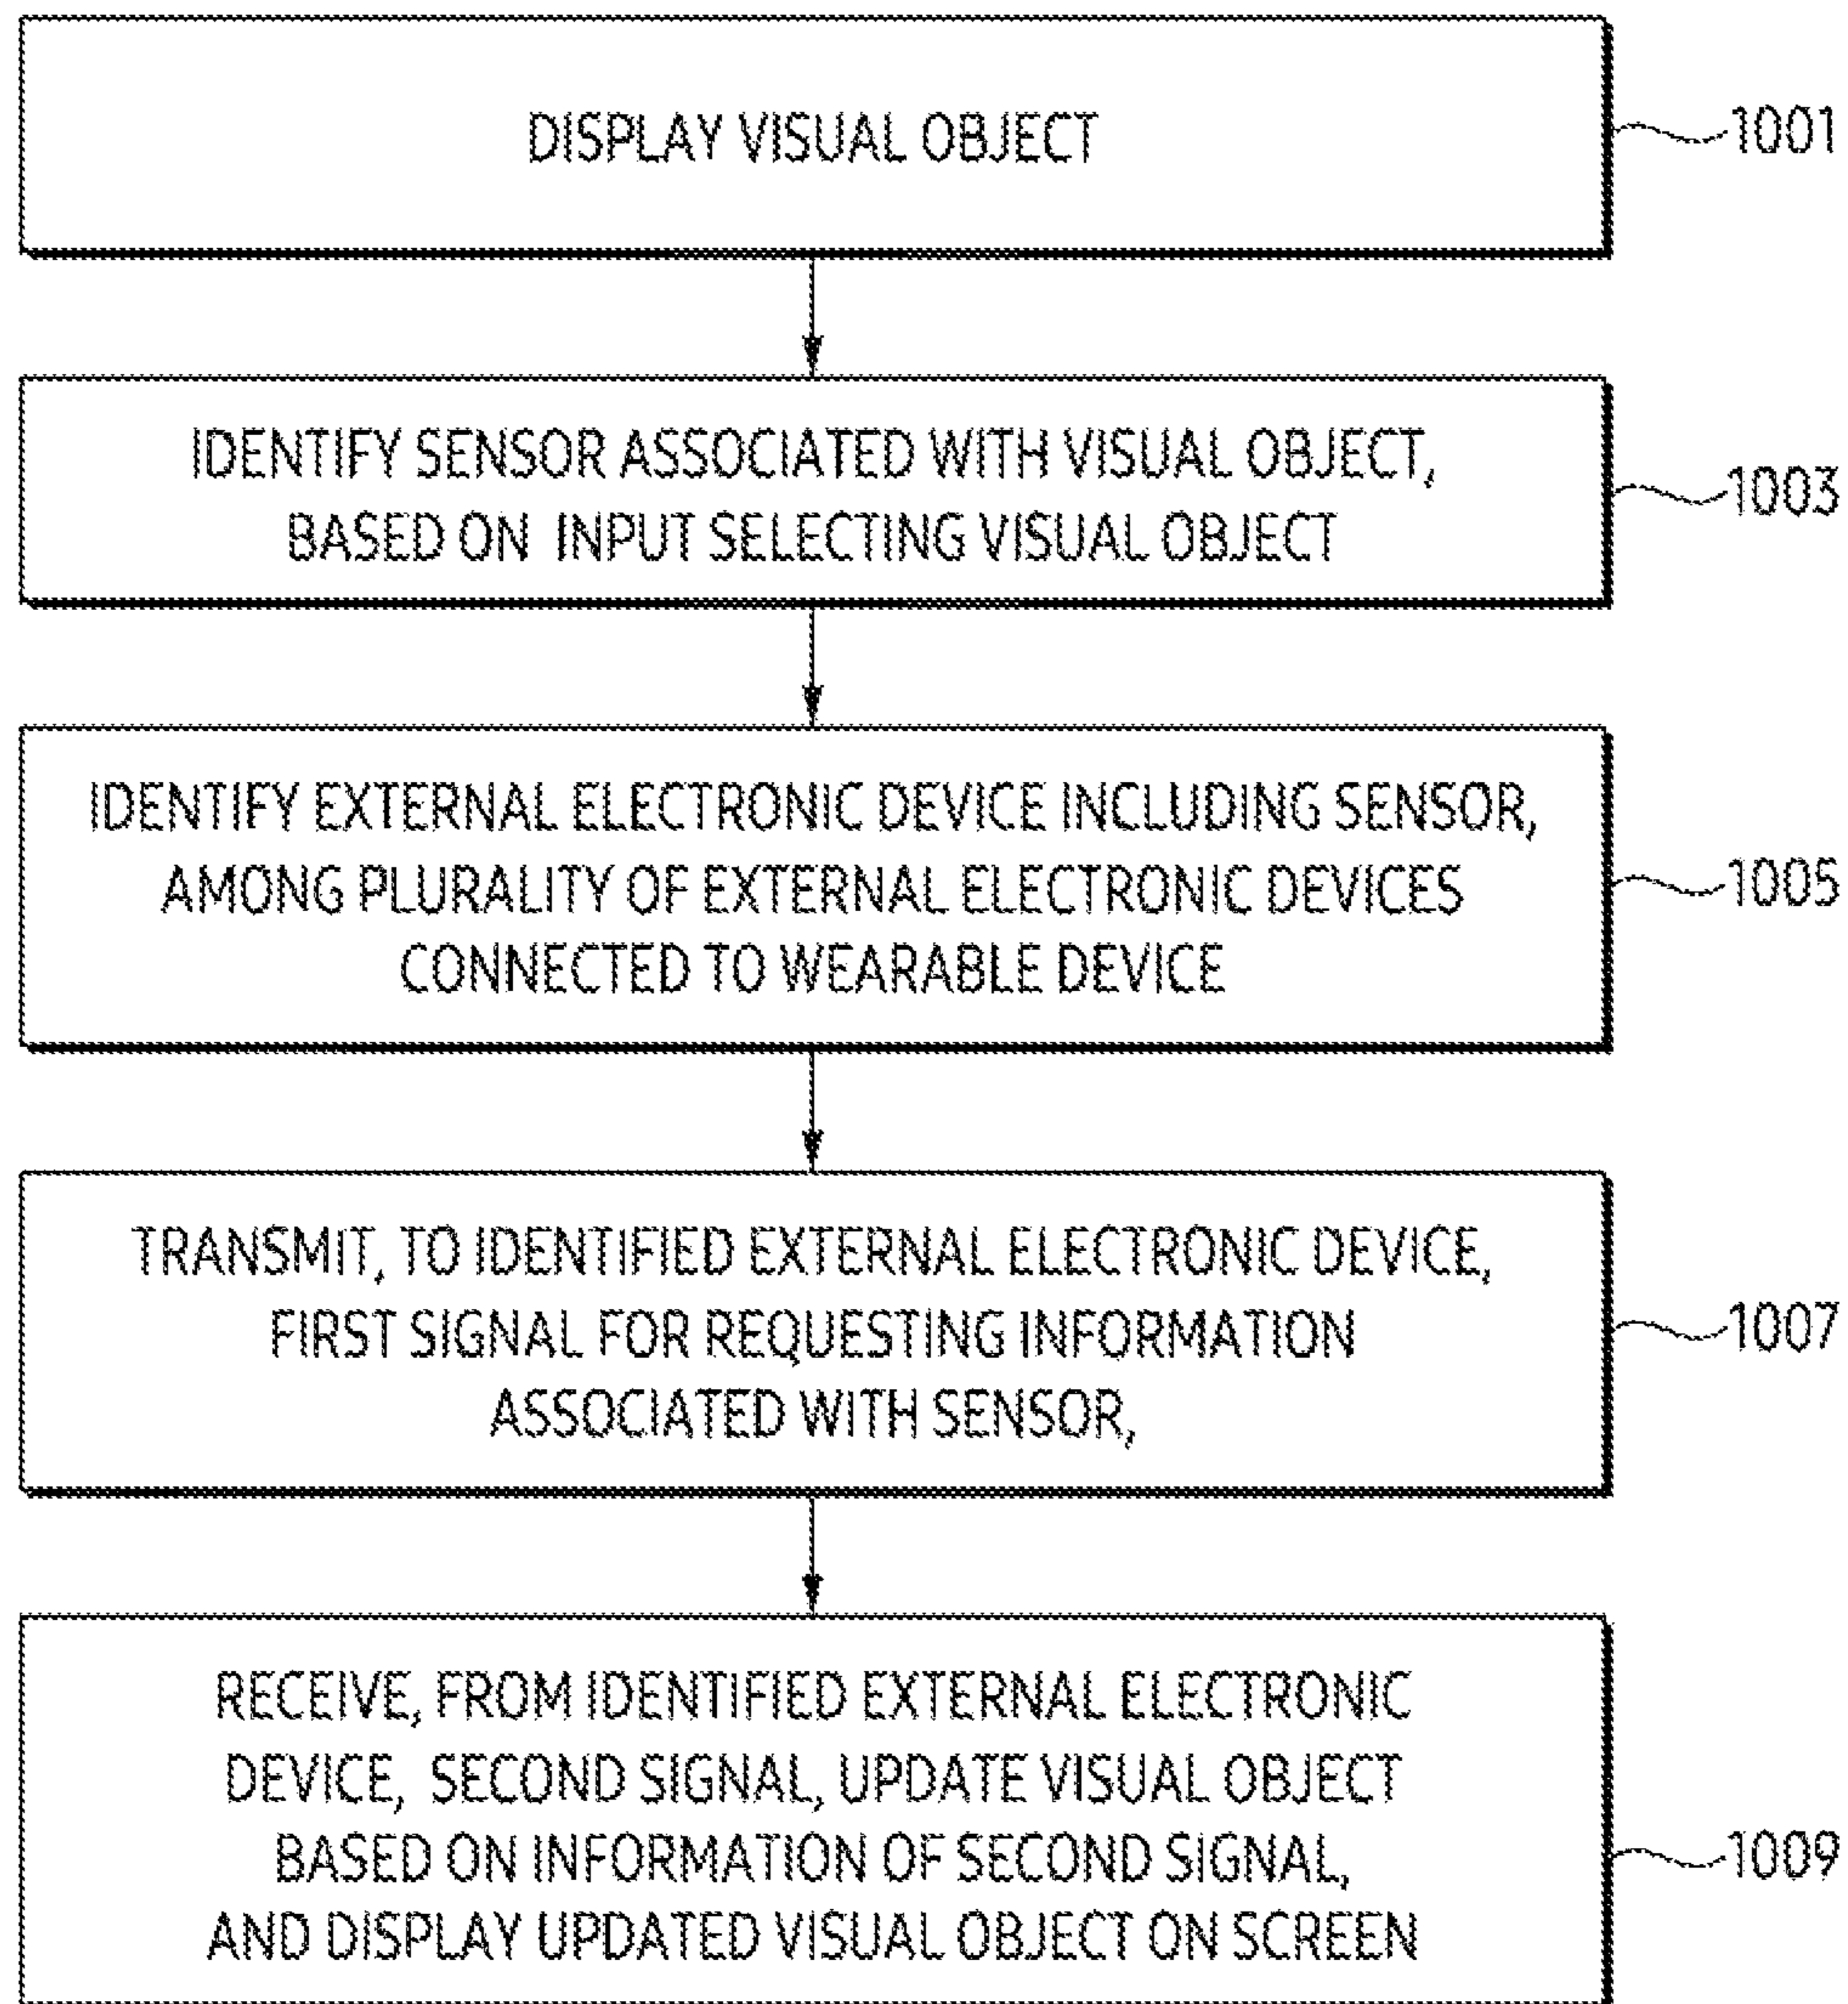 DISPLAY VISUAL OBJECT
1001
IDENTIFY SENSOR ASSOCIATED WITH VISUAL OBJECT,
BASED ON INPUT SELECTING VISUAL OBJECT
1003
IDENTIFY EXTERNAL ELECTRONIC DEVICE INCLUDING SENSOR,
AMONG PLURALITY OF EXTERNAL ELECTRONIC DEVICES
CONNECTED TO WEARABLE DEVICE
1005
TRANSMIT, TO IDENTIFIED EXTERNAL ELECTRONIC DEVICE,
FIRST SIGNAL FOR REQUESTING INFORMATION
ASSOCIATED WITH SENSOR,
1007
RECEIVE, FROM IDENTIFIED EXTERNAL ELECTRONIC
DEVICE, SECOND SIGNAL, UPDATE VISUAL OBJECT
BASED ON INFORMATION OF SECOND SIGNAL,
AND DISPLAY UPDATED VISUAL OBJECT ON SCREEN
1009